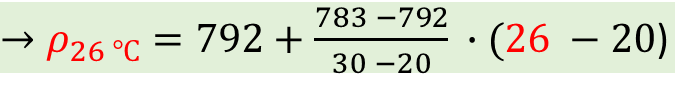 → ρ₂₆ °C = 792 + (783 − 792)/(30 − 20) · (26 − 20)